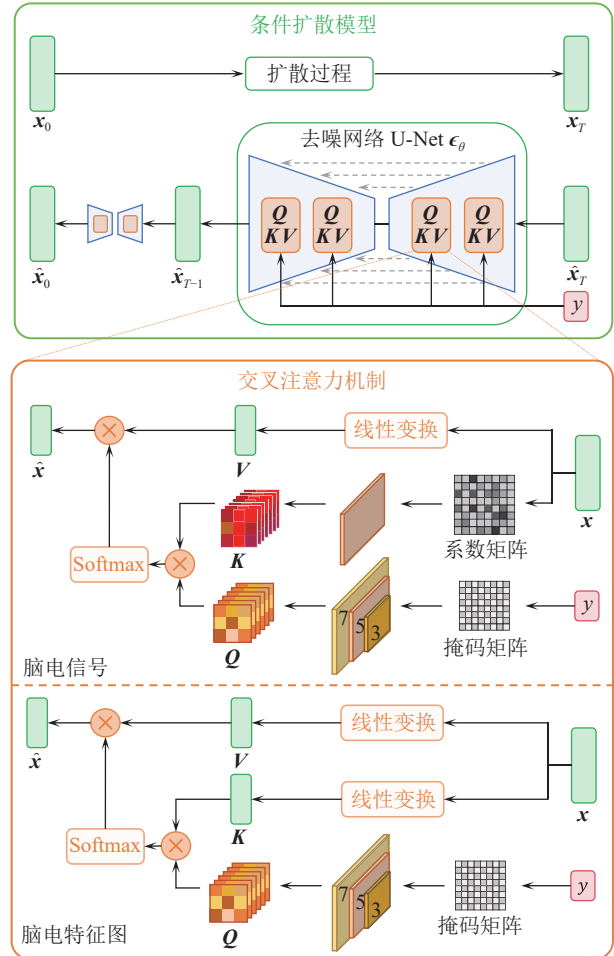 条件扩散模型
扩散过程
x₀
x_T
去噪网络 U-Net ϵ_θ
Q
KV
Q
KV
Q
KV
Q
KV
x̂₀
x̂_{T−1}
x̂_T
y
交叉注意力机制
线性变换
x̂
V
x
K
系数矩阵
Softmax
7
5
3
y
Q
掩码矩阵
脑电信号
线性变换
x̂
V
线性变换
x
K
Softmax
7
5
3
y
Q
掩码矩阵
脑电特征图